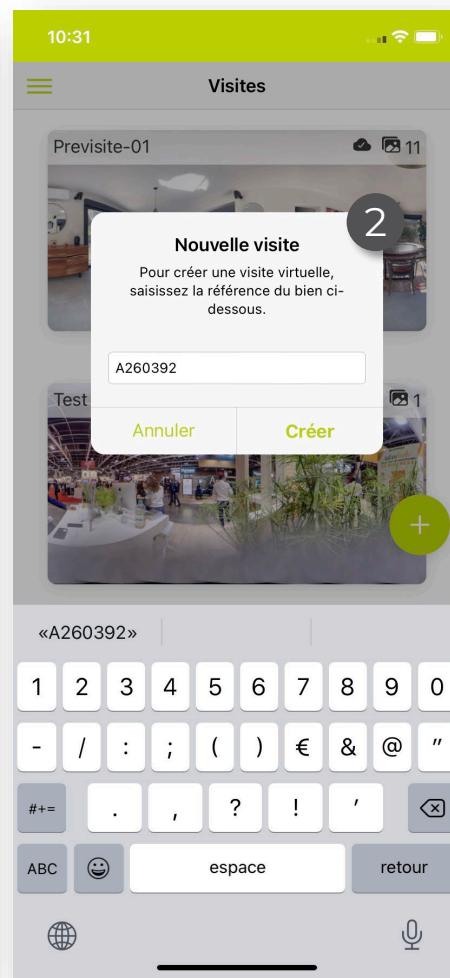 10:31
Visites
Previsite-01 11
2
Nouvelle visite
Pour créer une visite virtuelle,
saisissez la référence du bien ci-
dessous.
A260392
Test 1
Annuler Créer
+
«A260392»
1 2 3 4 5 6 7 8 9 0
- / : ; ( ) € & @ "
#+= . , ? ! ’
ABC espace retour